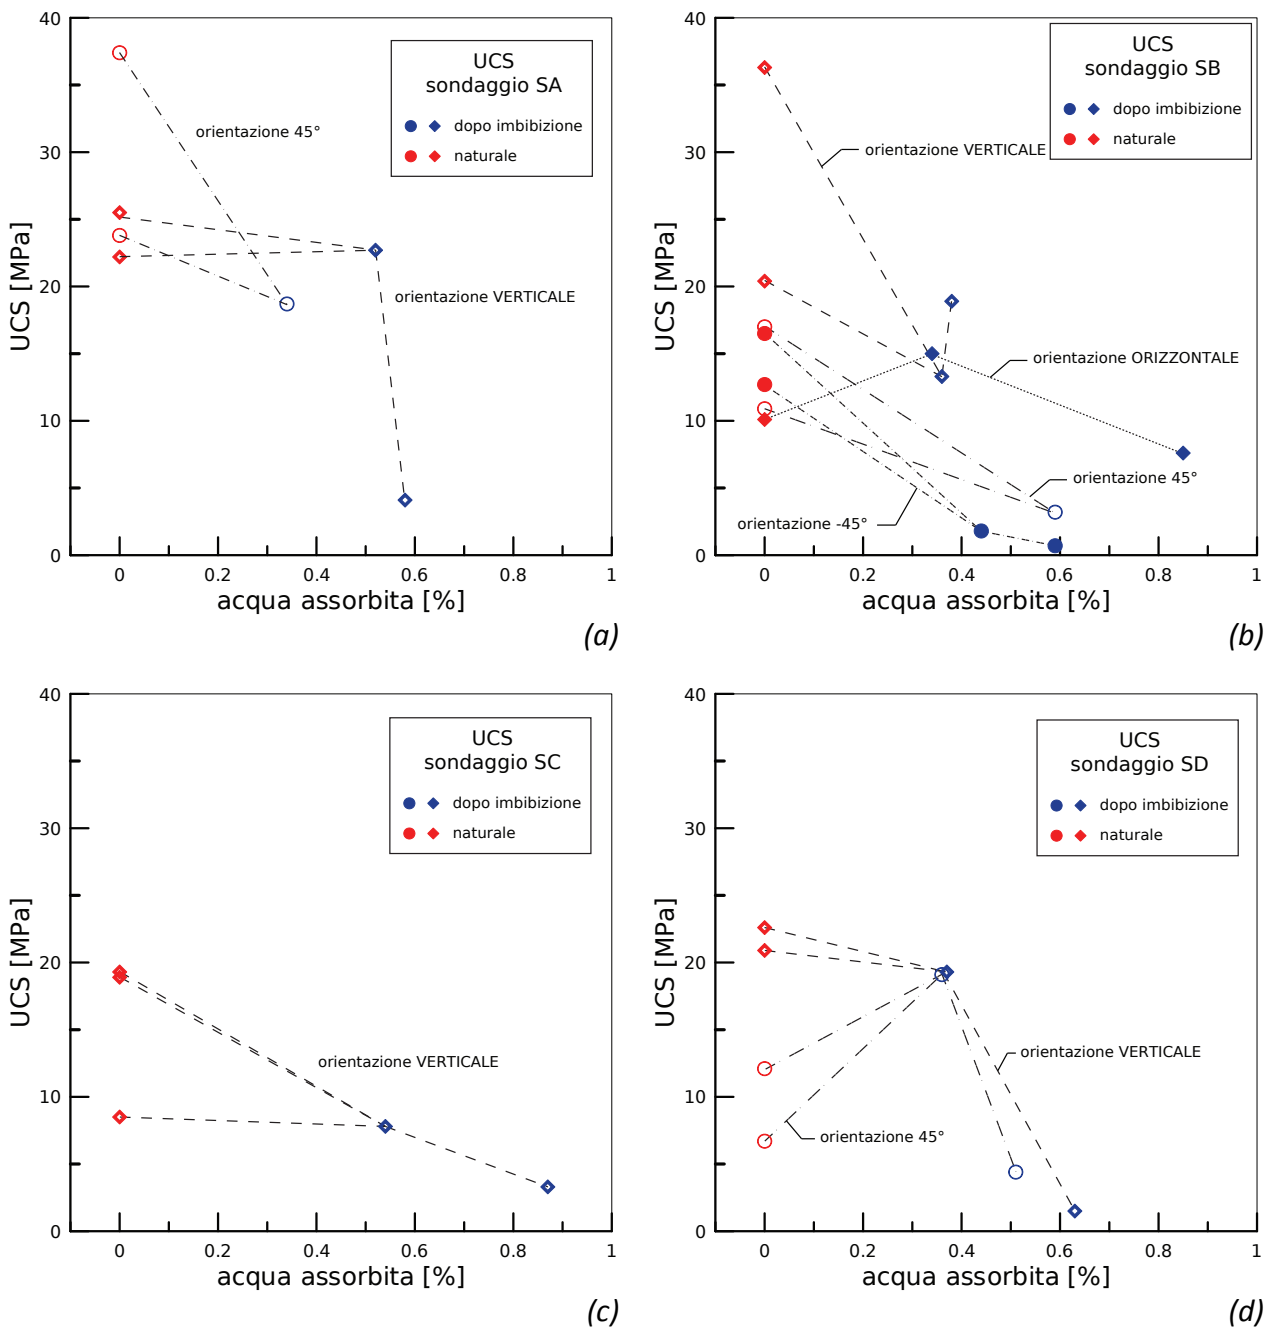 40
30
20
10
0
UCS [MPa]
UCS
sondaggio SA
dopo imbibizione
naturale
orientazione 45°
orientazione VERTICALE
0 0.2 0.4 0.6 0.8 1
acqua assorbita [%]
(a)
40
30
20
10
0
UCS [MPa]
UCS
sondaggio SB
dopo imbibizione
naturale
orientazione VERTICALE
orientazione ORIZZONTALE
orientazione 45°
orientazione -45°
0 0.2 0.4 0.6 0.8 1
acqua assorbita [%]
(b)
40
30
20
10
0
UCS [MPa]
UCS
sondaggio SC
dopo imbibizione
naturale
orientazione VERTICALE
0 0.2 0.4 0.6 0.8 1
acqua assorbita [%]
(c)
40
30
20
10
0
UCS [MPa]
UCS
sondaggio SD
dopo imbibizione
naturale
orientazione VERTICALE
orientazione 45°
0 0.2 0.4 0.6 0.8 1
acqua assorbita [%]
(d)